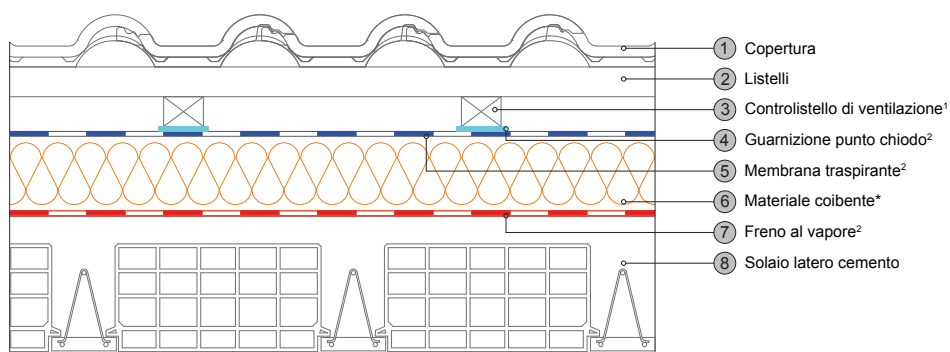 1 Copertura
2 Listelli
3 Controlistello di ventilazione¹
4 Guarnizione punto chiodo²
5 Membrana traspirante²
6 Materiale coibente*
7 Freno al vapore²
8 Solaio latero cemento